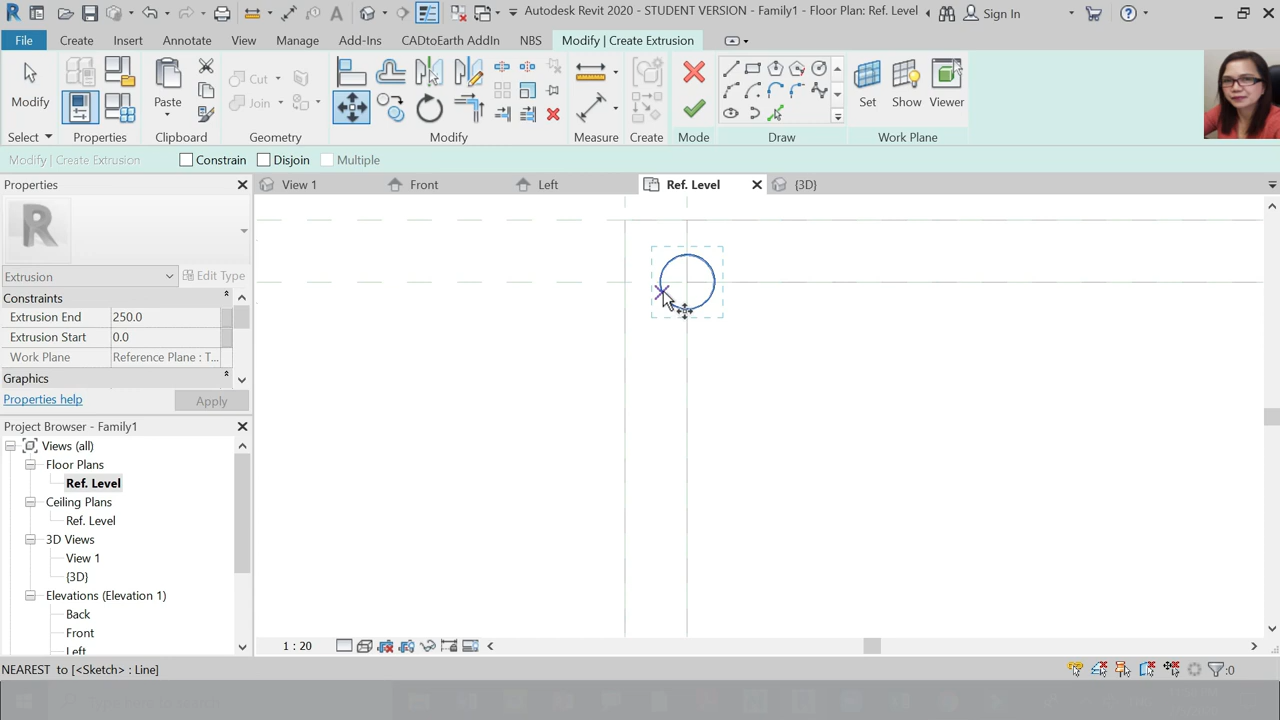 Autodesk Revit 2020 - STUDENT VERSION - Family1 - Floor Plan: Ref. Level
Sign In
File
Create
Insert
Annotate
View
Manage
Add-Ins
CADtoEarth AddIn
NBS
Modify | Create Extrusion
Modify
Paste
Cut
Join
Set
Show
Viewer
Select
Properties
Clipboard
Geometry
Modify
Measure
Create
Mode
Draw
Work Plane
Modify | Create Extrusion
Constrain
Disjoin
Multiple
Properties
View 1
Front
Left
Ref. Level
{3D}
R
Extrusion
Edit Type
Constraints
Extrusion End 250.0
Extrusion Start 0.0
Work Plane Reference Plane : T...
Graphics
Properties help
Apply
Project Browser - Family1
Views (all)
Floor Plans
Ref. Level
Ceiling Plans
Ref. Level
3D Views
View 1
{3D}
Elevations (Elevation 1)
Back
Front
Left
1 : 20
NEAREST to [<Sketch> : Line]
:0